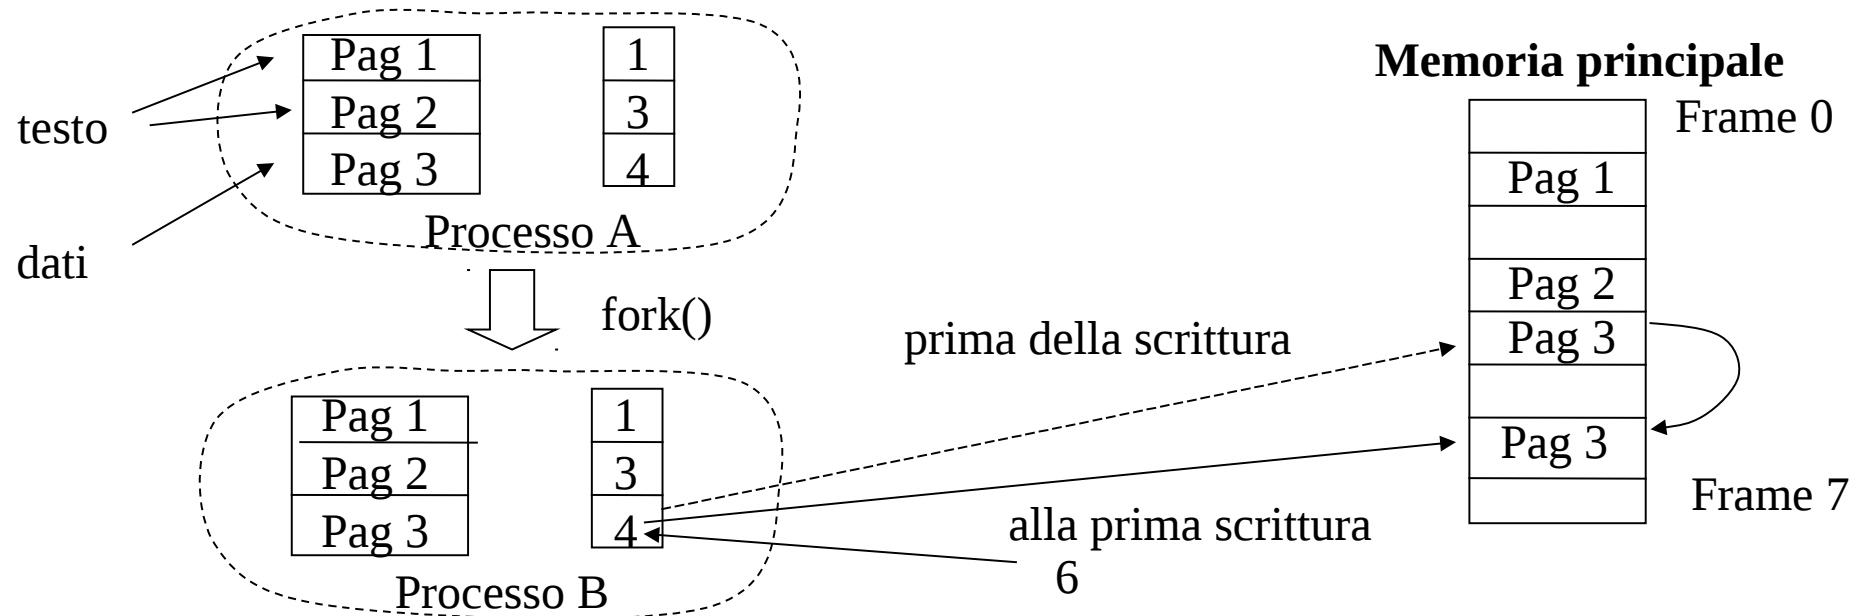 Pag 1
Pag 2
Pag 3
1
3
4
testo
dati
Processo A
fork()
Pag 1
Pag 2
Pag 3
1
3
4
Processo B
prima della scrittura
alla prima scrittura
6
Memoria principale
Frame 0
Pag 1
Pag 2
Pag 3
Pag 3
Frame 7